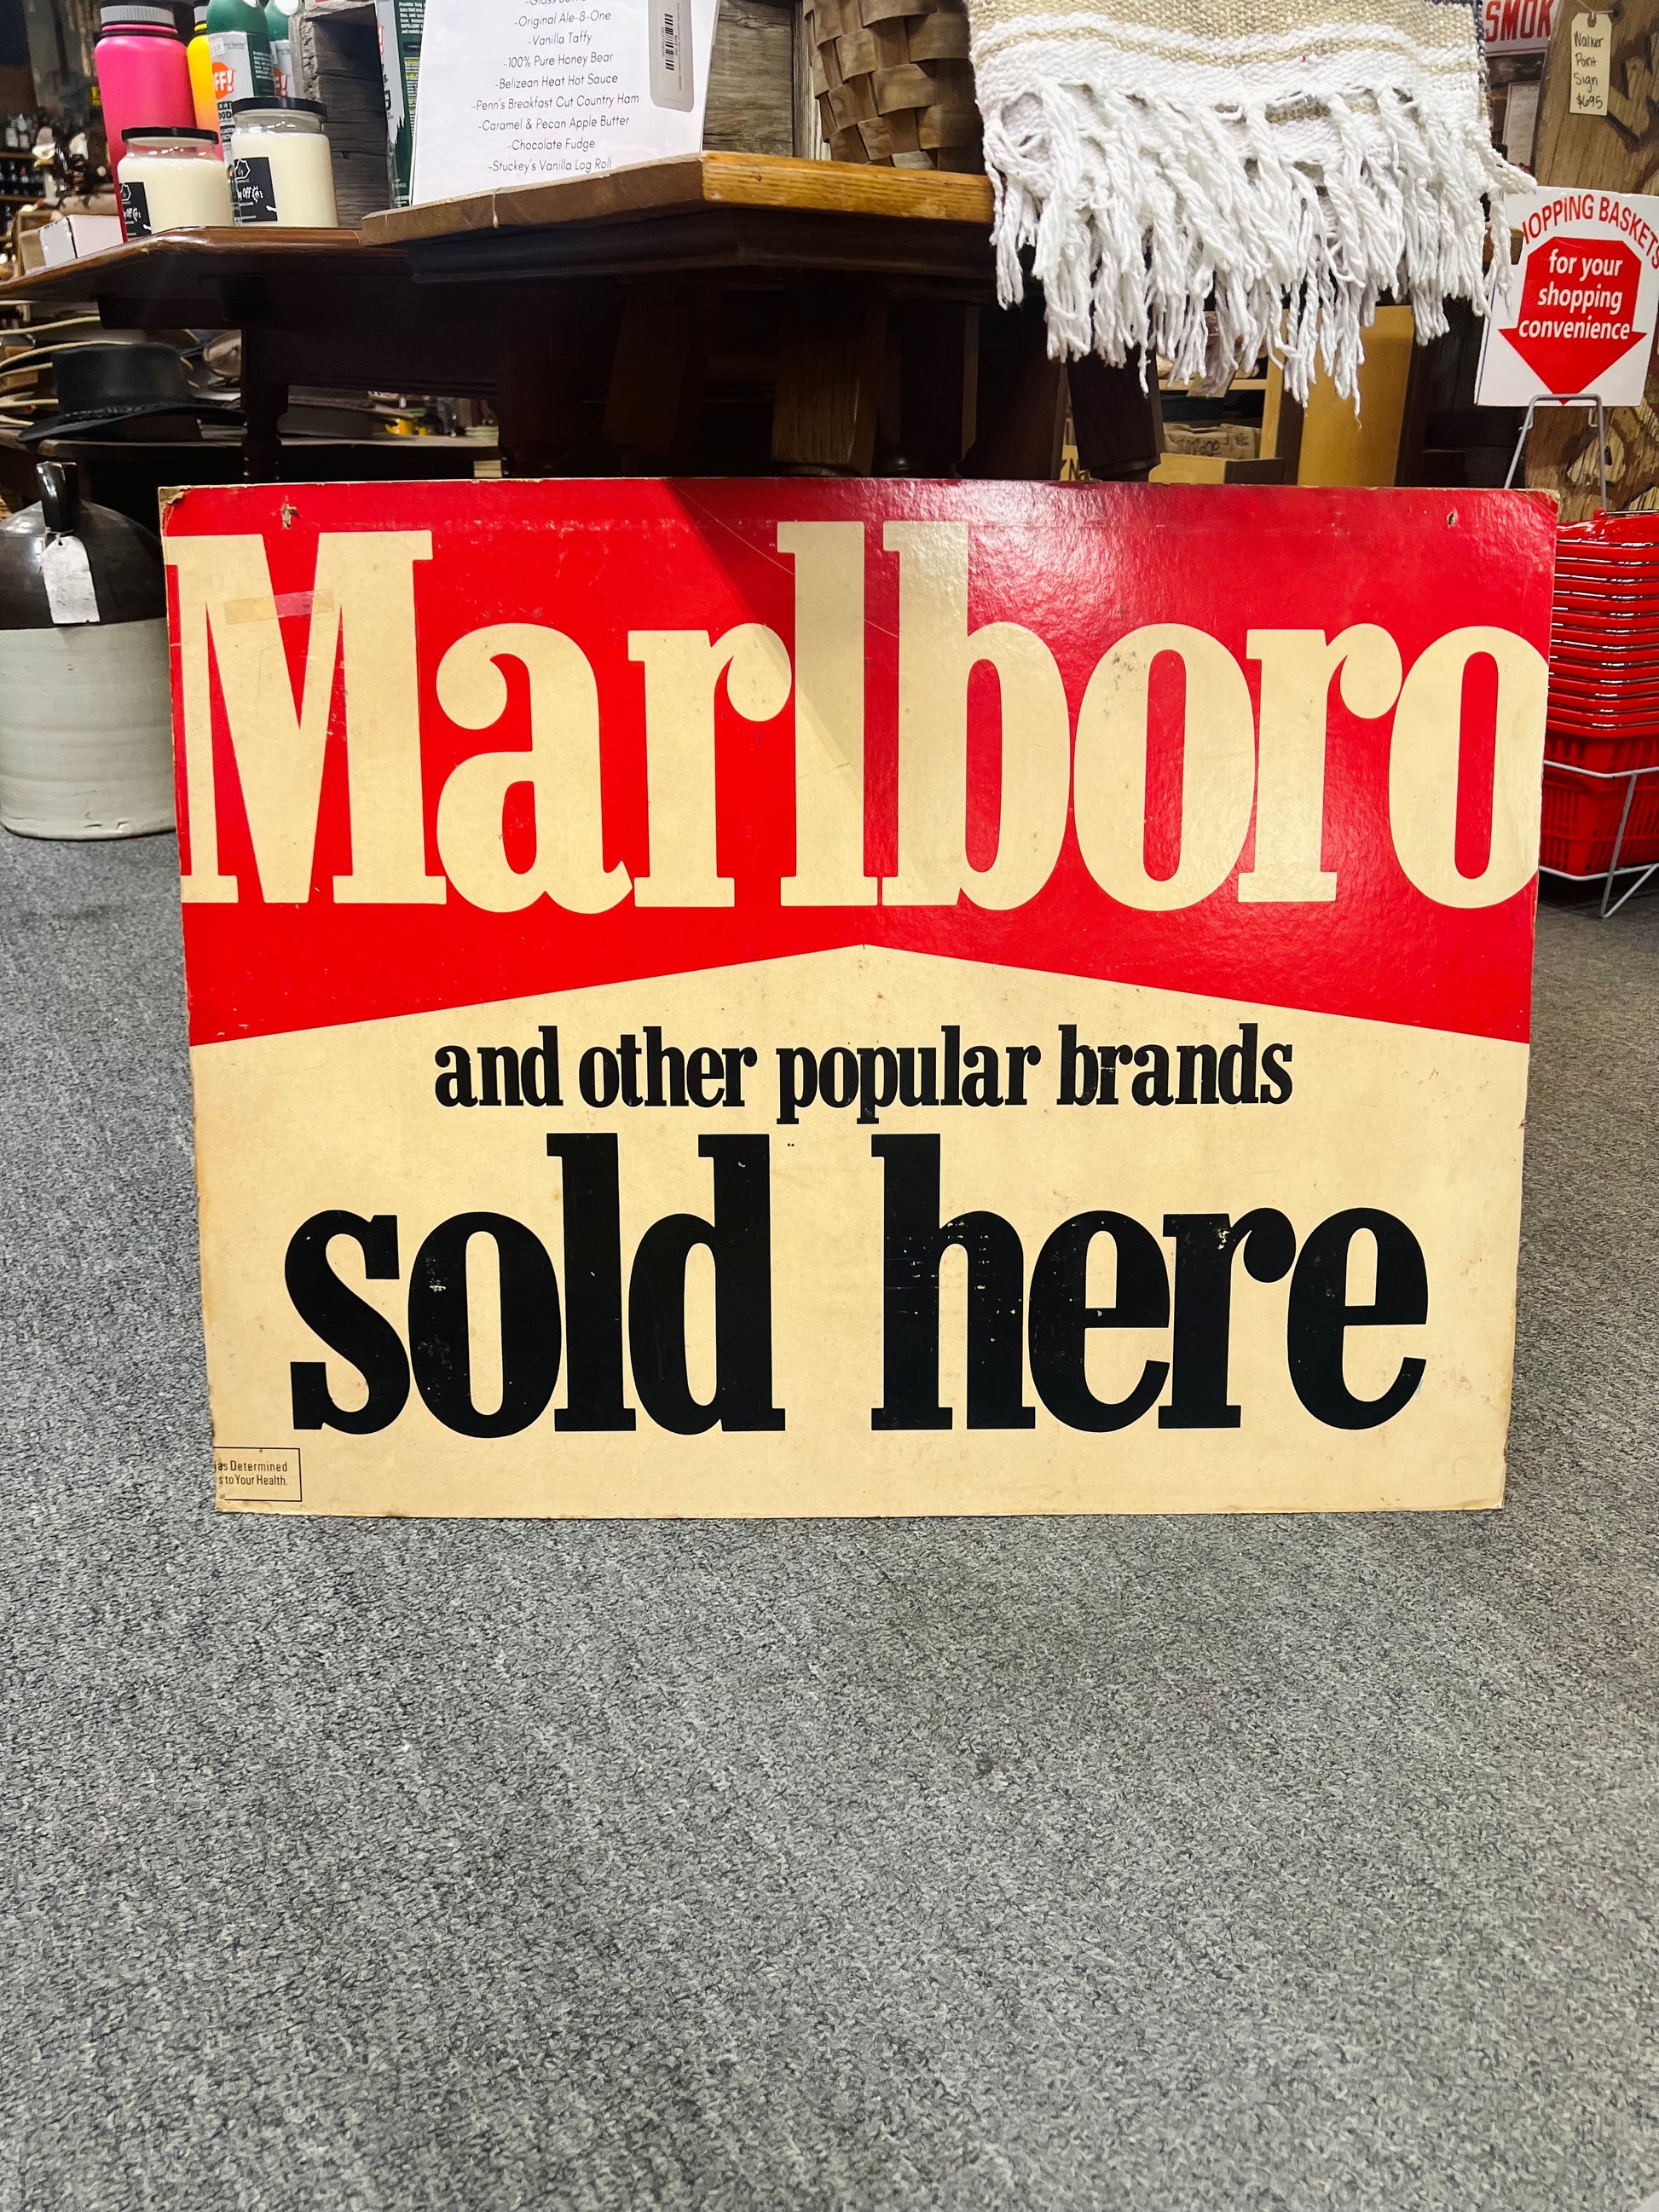 -Original Ale-8-One
-Vanilla Taffy
-100% Pure Honey Bear
-Belizean Heat Hot Sauce
-Penn's Breakfast Cut Country Ham
-Caramel & Pecan Apple Butter
-Chocolate Fudge
-Stuckey's Vanilla Log Roll
SMOK
Walker
Point
Sign
$695
OPPING BASKETS
for your
shopping
convenience
Marlboro
and other popular brands
sold here
as Determined
s to Your Health.